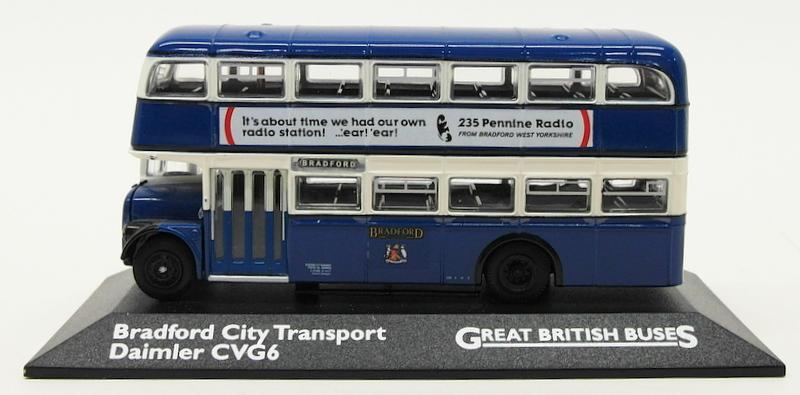 It's about time we had our own
radio station! ..'ear! 'ear!
235 Pennine Radio
FROM BRADFORD WEST YORKSHIRE
BRADFORD
BRADFORD
Bradford City Transport
Daimler CVG6
GREAT BRITISH BUSES